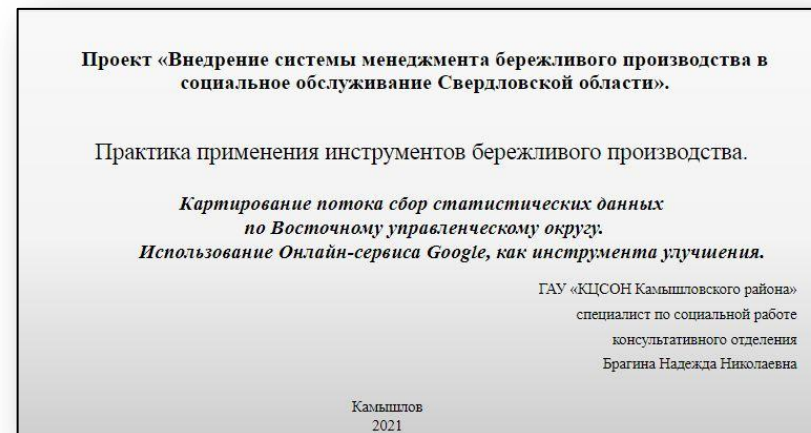 Проект «Внедрение системы менеджмента бережливого производства в
социальное обслуживание Свердловской области».
Практика применения инструментов бережливого производства.
Картирование потока сбор статистических данных
по Восточному управленческому округу.
Использование Онлайн-сервиса Google, как инструмента улучшения.
ГАУ «КЦСОН Камышловского района»
специалист по социальной работе
консультативного отделения
Брагина Надежда Николаевна
Камышлов
2021